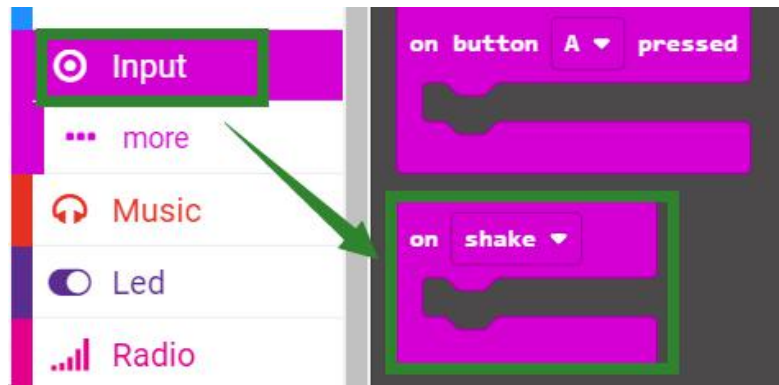 Input
more
Music
Led
Radio
on button A pressed
on shake